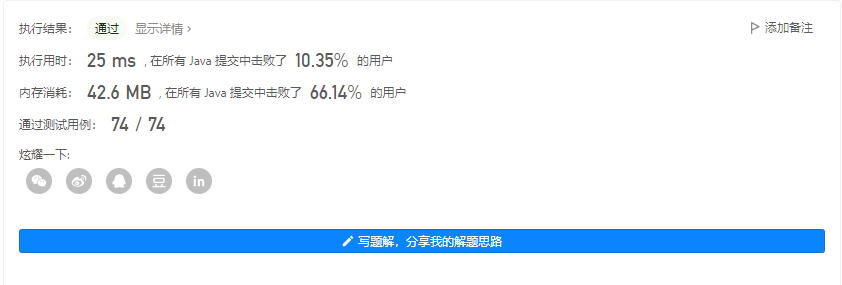 执行结果： 通过 显示详情 > 添加备注
执行用时： 25 ms , 在所有 Java 提交中击败了 10.35% 的用户
内存消耗： 42.6 MB , 在所有 Java 提交中击败了 66.14% 的用户
通过测试用例： 74 / 74
炫耀一下:
豆 in
写题解，分享我的解题思路